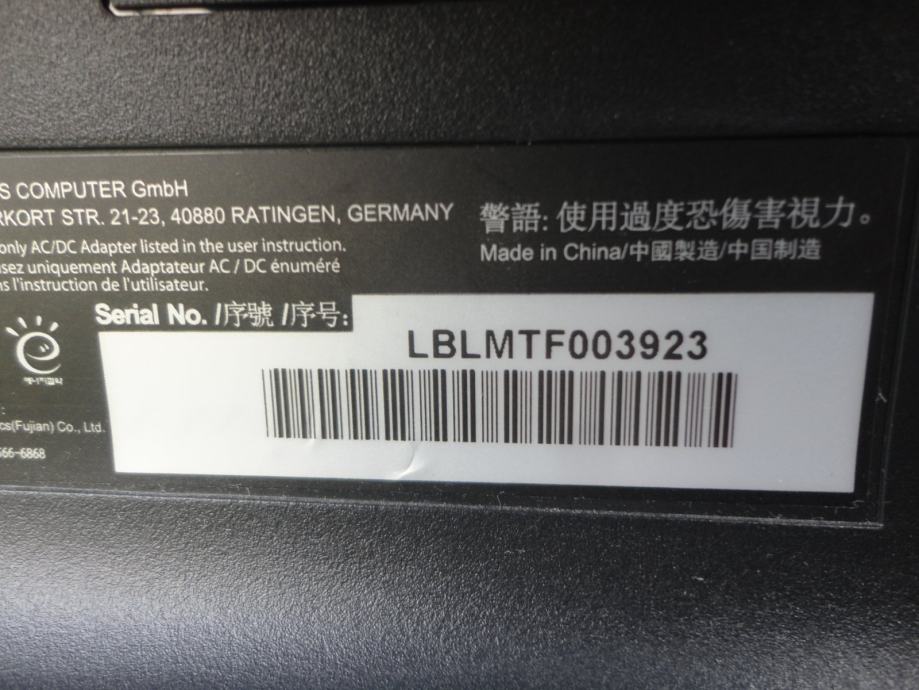 S COMPUTER GmbH
RKORT STR. 21-23, 40880 RATINGEN, GERMANY
only AC/DC Adapter listed in the user instruction.
sez uniquement Adaptateur AC / DC énuméré
s l'instruction de l'utilisateur.
警語: 使用過度恐傷害視力。
Made in China/中國製造/中国制造
Serial No. /序號 /序号:
LBLMTF003923
cs(Fujian) Co., Ltd.
66-6868